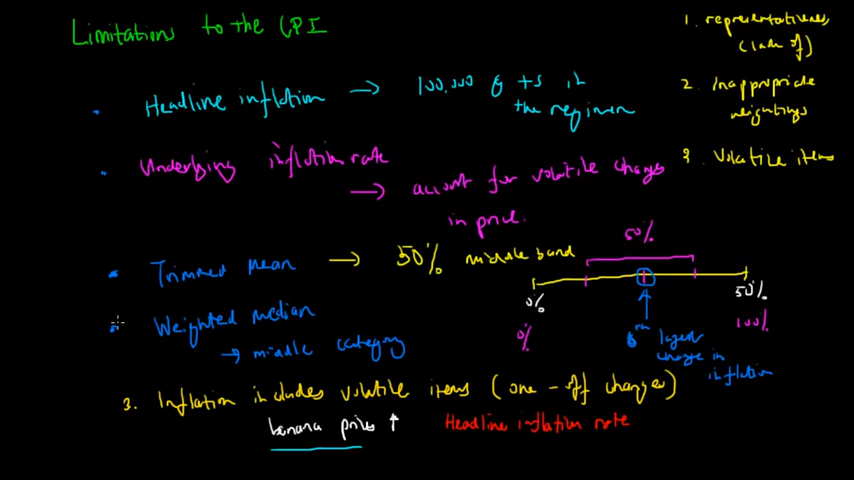 Limitations to the CPI
1. representativeness
(lack of)
2. Inappropriate
weightings
3. Volatile items
Headline inflation → 100,000 g + s in
the regimen
Underlying inflation rate
→ account for volatile changes
in price.
Trimmed mean → 50% middle band
50%
0% 50%
0% 100%
Weighted median
→ middle category
6th largest
change in
inflation
3. Inflation includes volatile items (one-off changes)
banana prices ↑ Headline inflation rate